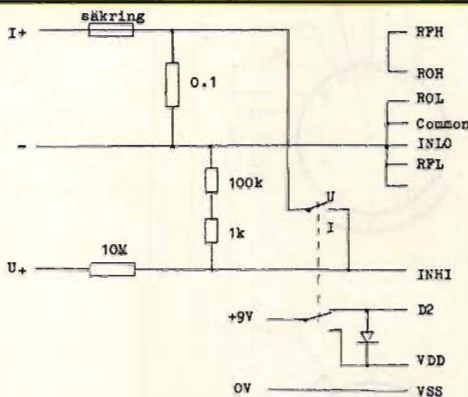 säkring
I+
RPH
0.1
ROH
ROL
Common
-
INLO
RPL
100k
U
1k
I
10M
U+
INHI
+9V
D2
VDD
0V
VSS